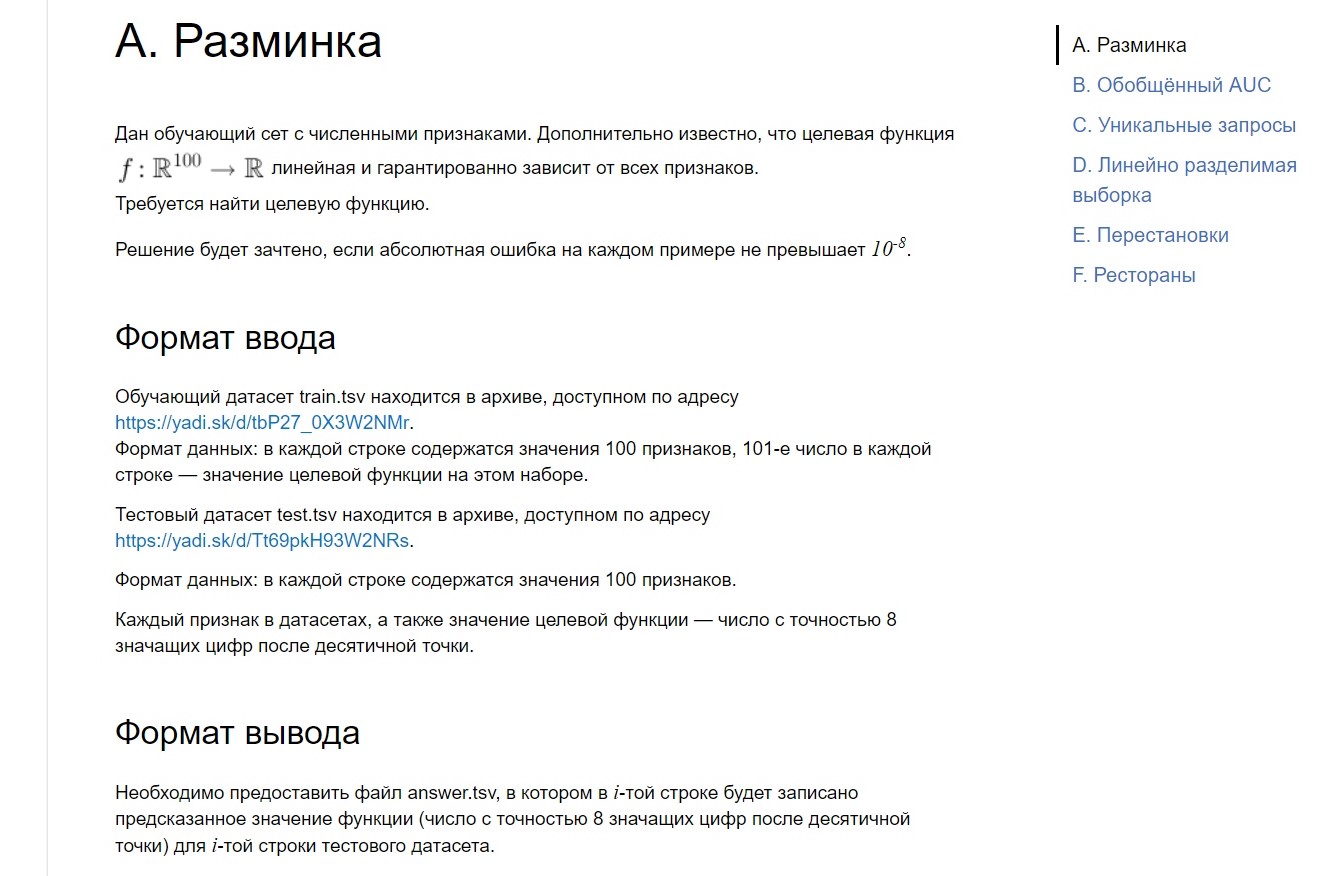 А. Разминка
Дан обучающий сет с численными признаками. Дополнительно известно, что целевая функция
f : ℝ¹⁰⁰ → ℝ линейная и гарантированно зависит от всех признаков.
Требуется найти целевую функцию.
Решение будет зачтено, если абсолютная ошибка на каждом примере не превышает 10⁻⁸.
Формат ввода
Обучающий датасет train.tsv находится в архиве, доступном по адресу
https://yadi.sk/d/tbP27_0X3W2NMr.
Формат данных: в каждой строке содержатся значения 100 признаков, 101-е число в каждой
строке — значение целевой функции на этом наборе.
Тестовый датасет test.tsv находится в архиве, доступном по адресу
https://yadi.sk/d/Tt69pkH93W2NRs.
Формат данных: в каждой строке содержатся значения 100 признаков.
Каждый признак в датасетах, а также значение целевой функции — число с точностью 8
значащих цифр после десятичной точки.
Формат вывода
Необходимо предоставить файл answer.tsv, в котором в i-той строке будет записано
предсказанное значение функции (число с точностью 8 значащих цифр после десятичной
точки) для i-той строки тестового датасета.
A. Разминка
B. Обобщённый AUC
C. Уникальные запросы
D. Линейно разделимая
выборка
E. Перестановки
F. Рестораны